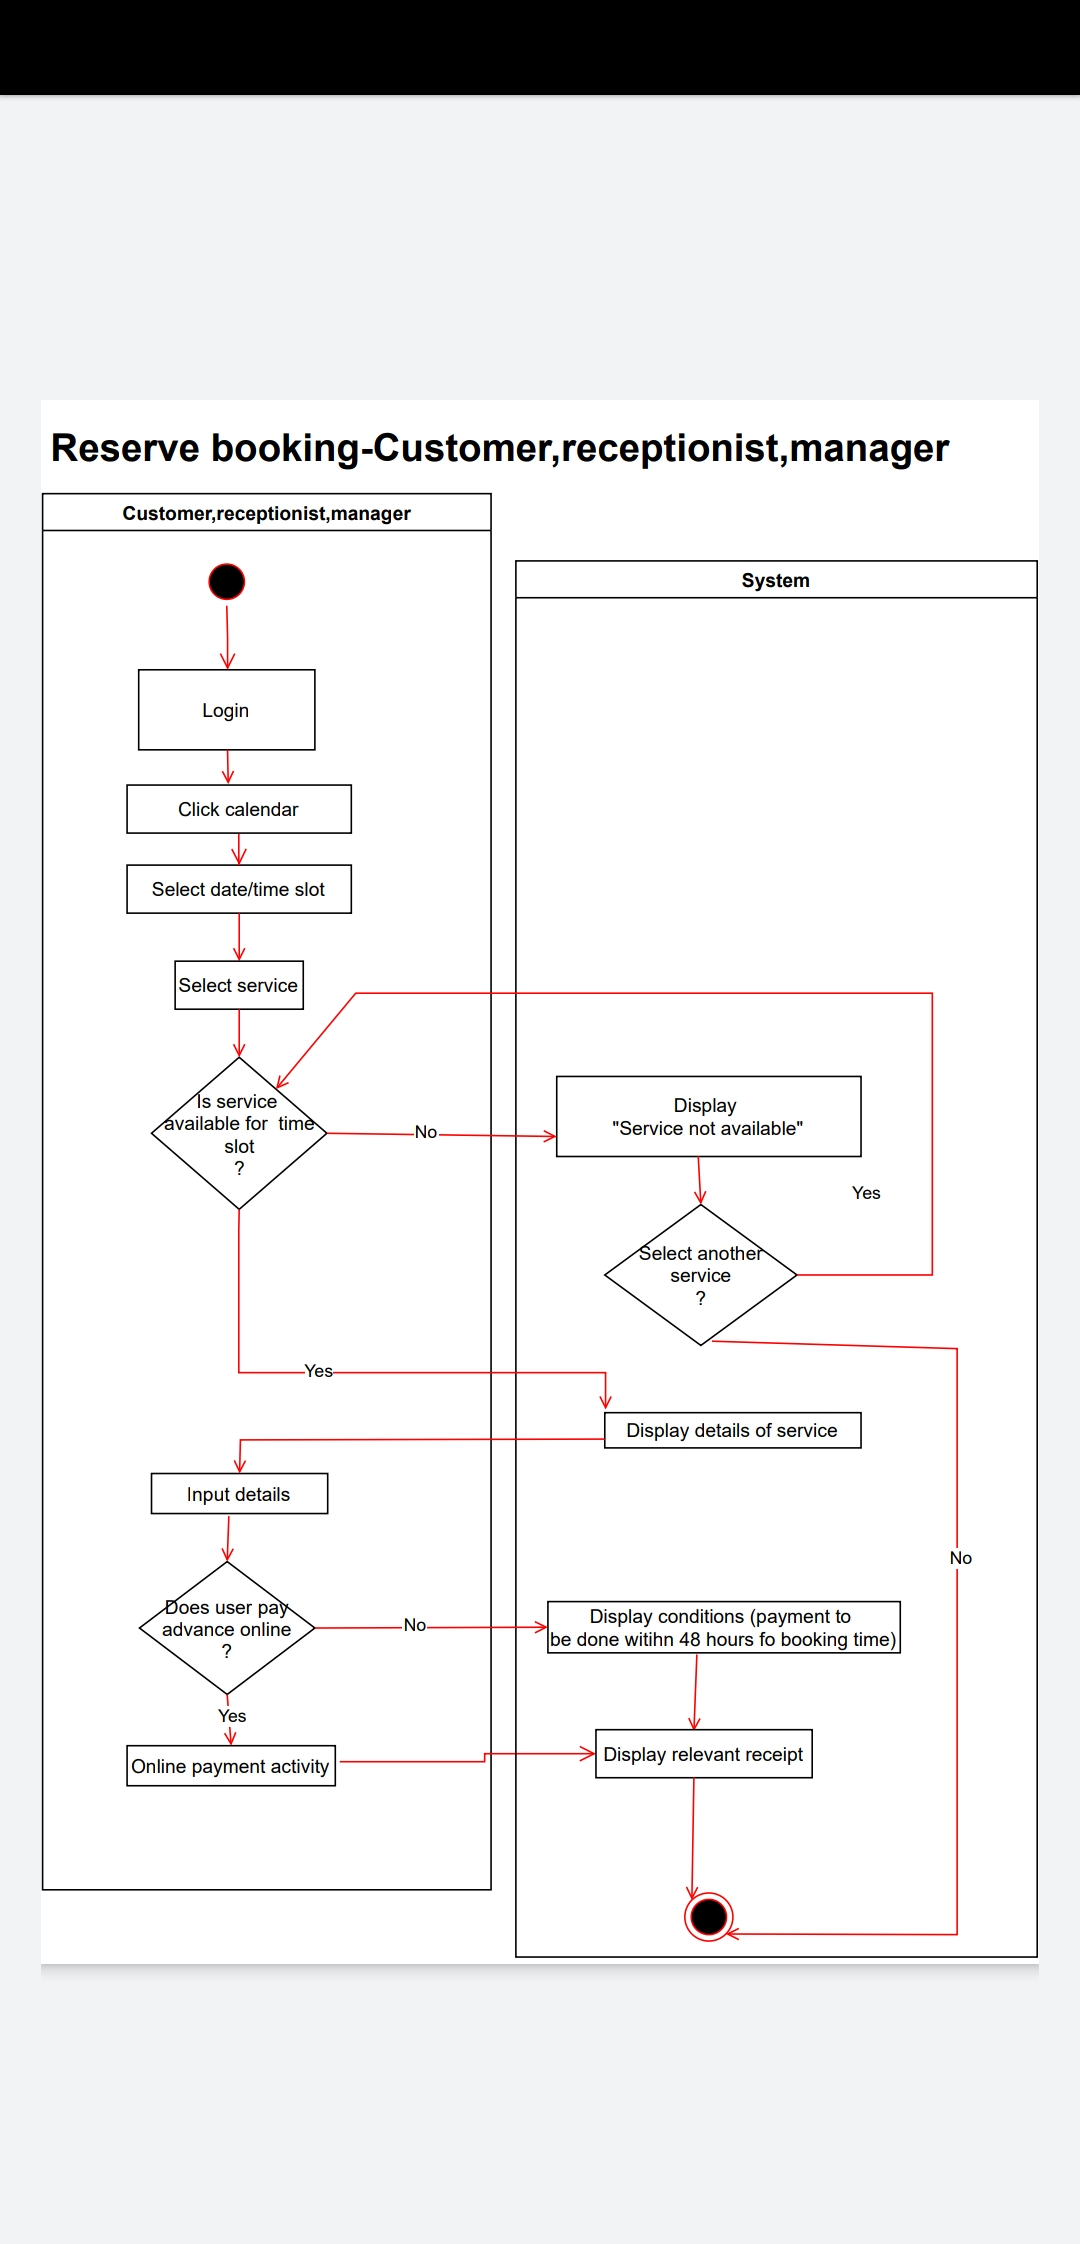 Reserve booking-Customer,receptionist,manager
Customer,receptionist,manager
System
Login
Click calendar
Select date/time slot
Select service
Is service
available for  time
slot
?
No
Display
"Service not available"
Yes
Select another
service
?
Yes
Display details of service
Input details
No
Does user pay
advance online
?
No
Display conditions (payment to
be done witihn 48 hours fo booking time)
Yes
Display relevant receipt
Online payment activity